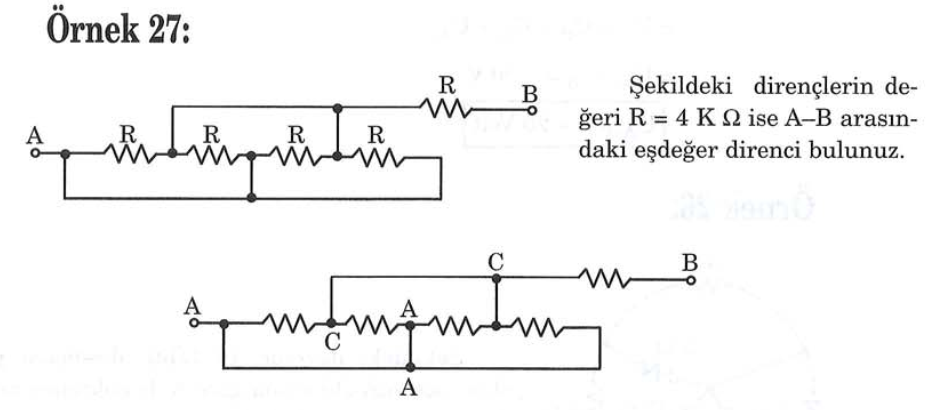 Örnek 27:
Şekildeki dirençlerin de-
ğeri R = 4 K Ω ise A–B arasın-
daki eşdeğer direnci bulunuz.
R
B
A
R
R
R
R
C
B
A
A
C
A